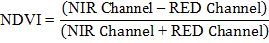 NDVI = (NIR Channel − RED Channel) / (NIR Channel + RED Channel)